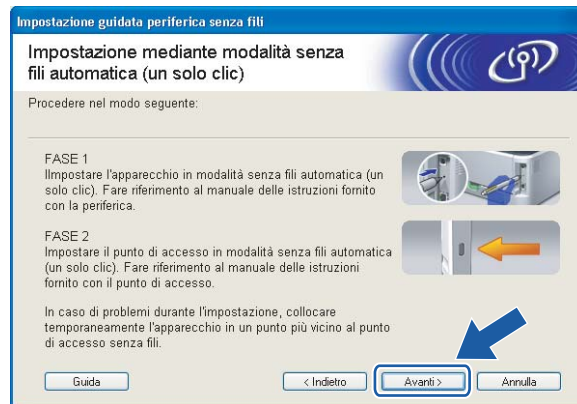 Impostazione guidata periferica senza fili
Impostazione mediante modalità senza
fili automatica (un solo clic)
Procedere nel modo seguente:
FASE 1
IImpostare l'apparecchio in modalità senza fili automatica (un
solo clic). Fare riferimento al manuale delle istruzioni fornito
con la periferica.
FASE 2
Impostare il punto di accesso in modalità senza fili automatica
(un solo clic). Fare riferimento al manuale delle istruzioni
fornito con il punto di accesso.
In caso di problemi durante l'impostazione, collocare
temporaneamente l'apparecchio in un punto più vicino al punto
di accesso senza fili.
Guida
< Indietro
Avanti >
Annulla